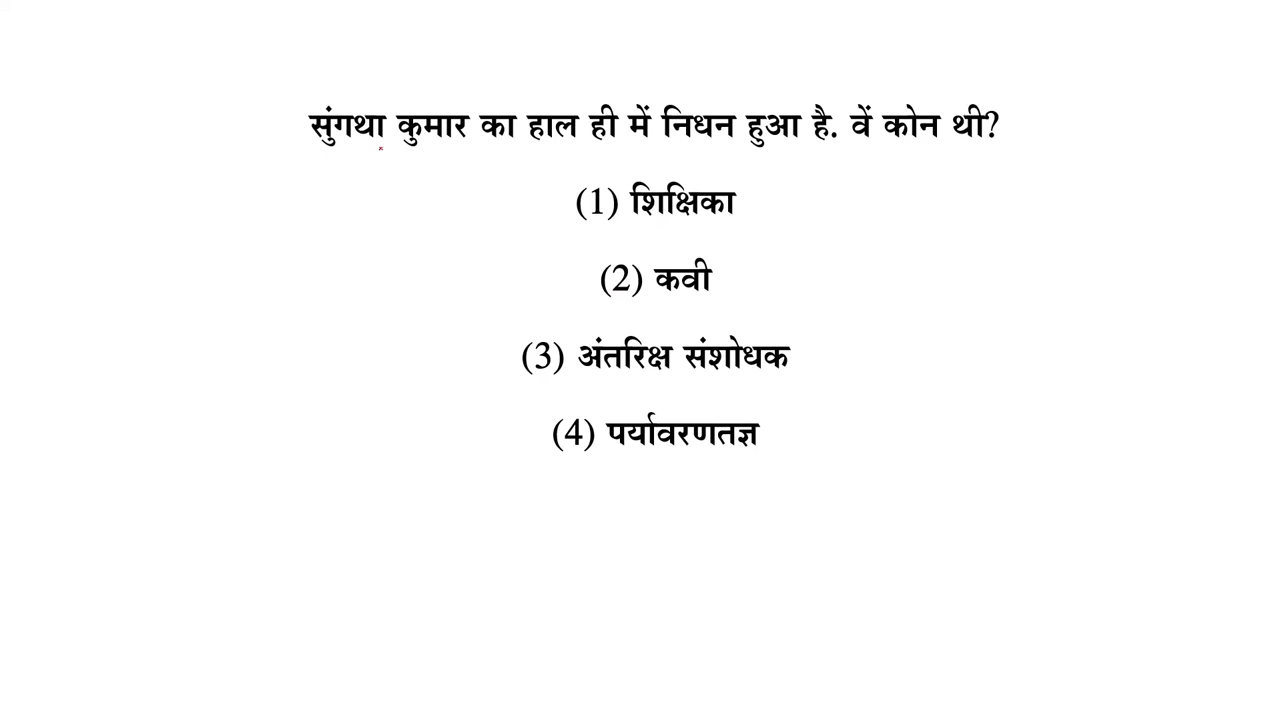 सुंगथा कुमार का हाल ही में निधन हुआ है. वें कोन थी?
(1) शिक्षिका
(2) कवी
(3) अंतरिक्ष संशोधक
(4) पर्यावरणतज्ञ